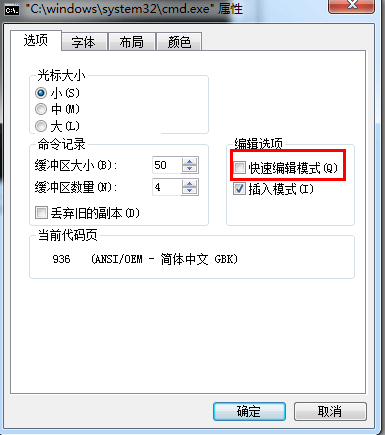 "C:\windows\system32\cmd.exe" 属性
选项 字体 布局 颜色
光标大小
小(S)
中(M)
大(L)
命令记录
缓冲区大小(B): 50
缓冲区数量(N): 4
丢弃旧的副本(D)
编辑选项
快速编辑模式(Q)
插入模式(I)
当前代码页
936 (ANSI/OEM - 简体中文 GBK)
确定 取消